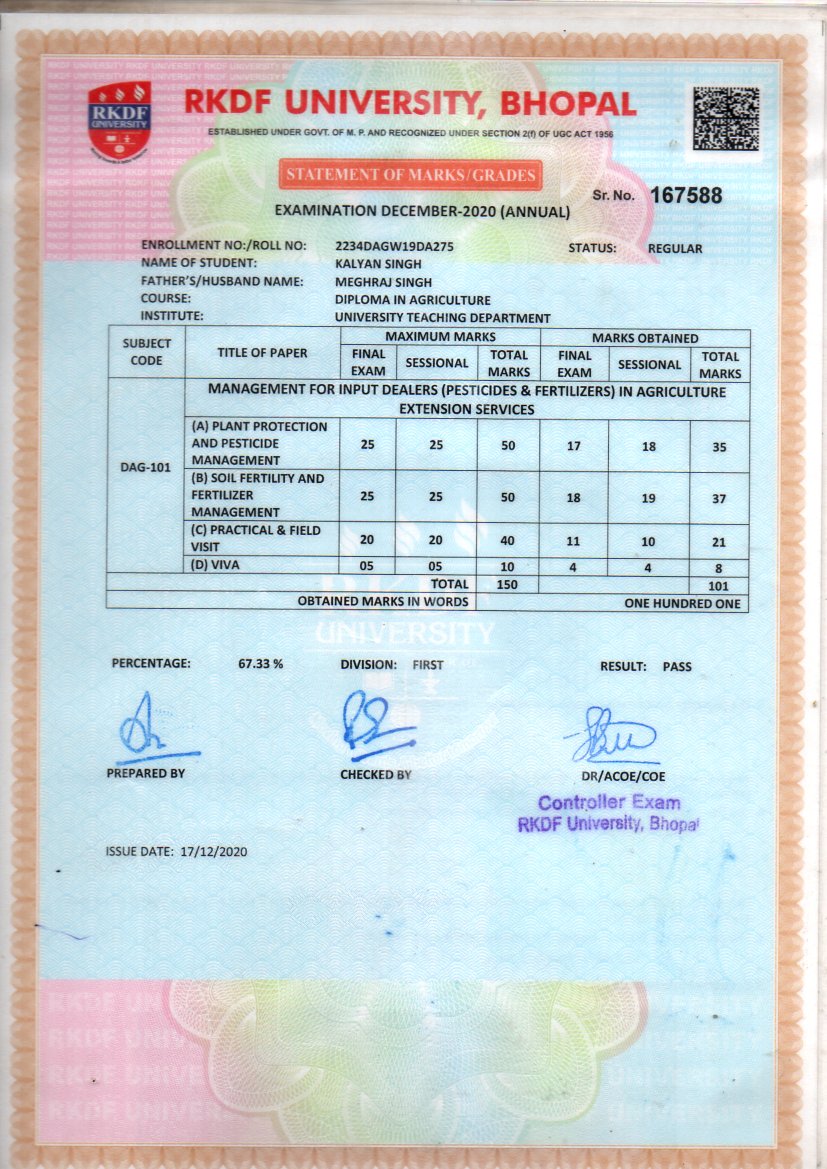 RKDF
UNIVERSITY
RKDF UNIVERSITY, BHOPAL
ESTABLISHED UNDER GOVT. OF M. P. AND RECOGNIZED UNDER SECTION 2(f) OF UGC ACT 1956
STATEMENT OF MARKS/GRADES
Sr. No. 167588
EXAMINATION DECEMBER-2020 (ANNUAL)
ENROLLMENT NO:/ROLL NO: 2234DAGW19DA275 STATUS: REGULAR
NAME OF STUDENT: KALYAN SINGH
FATHER'S/HUSBAND NAME: MEGHRAJ SINGH
COURSE: DIPLOMA IN AGRICULTURE
INSTITUTE: UNIVERSITY TEACHING DEPARTMENT
SUBJECT CODE TITLE OF PAPER MAXIMUM MARKS MARKS OBTAINED
FINAL EXAM SESSIONAL TOTAL MARKS FINAL EXAM SESSIONAL TOTAL MARKS
DAG-101
MANAGEMENT FOR INPUT DEALERS (PESTICIDES & FERTILIZERS) IN AGRICULTURE
EXTENSION SERVICES
(A) PLANT PROTECTION
AND PESTICIDE 25 25 50 17 18 35
MANAGEMENT
(B) SOIL FERTILITY AND
FERTILIZER 25 25 50 18 19 37
MANAGEMENT
(C) PRACTICAL & FIELD
VISIT 20 20 40 11 10 21
(D) VIVA 05 05 10 4 4 8
TOTAL 150 101
OBTAINED MARKS IN WORDS ONE HUNDRED ONE
RKDF
UNIVERSITY
PERCENTAGE: 67.33 % DIVISION: FIRST RESULT: PASS
PREPARED BY CHECKED BY DR/ACOE/COE
Controller Exam
RKDF University, Bhopal
ISSUE DATE: 17/12/2020